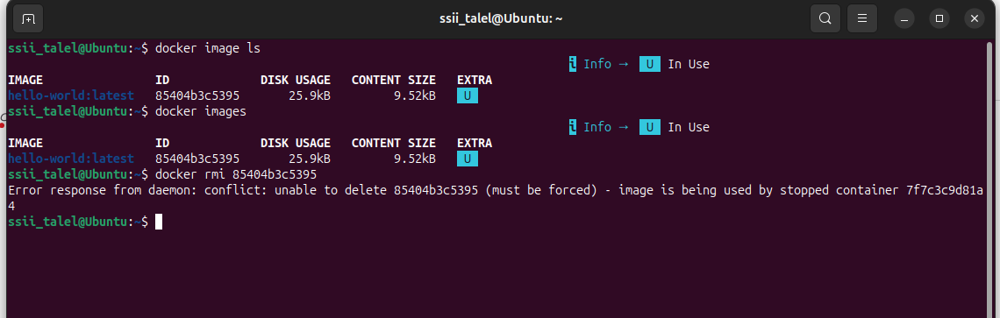 ssii_talel@Ubuntu: ~
ssii_talel@Ubuntu:~$ docker image ls
i Info → U In Use
IMAGE ID DISK USAGE CONTENT SIZE EXTRA
hello-world:latest 85404b3c5395 25.9kB 9.52kB U
ssii_talel@Ubuntu:~$ docker images
i Info → U In Use
IMAGE ID DISK USAGE CONTENT SIZE EXTRA
hello-world:latest 85404b3c5395 25.9kB 9.52kB U
ssii_talel@Ubuntu:~$ docker rmi 85404b3c5395
Error response from daemon: conflict: unable to delete 85404b3c5395 (must be forced) - image is being used by stopped container 7f7c3c9d81a
4
ssii_talel@Ubuntu:~$